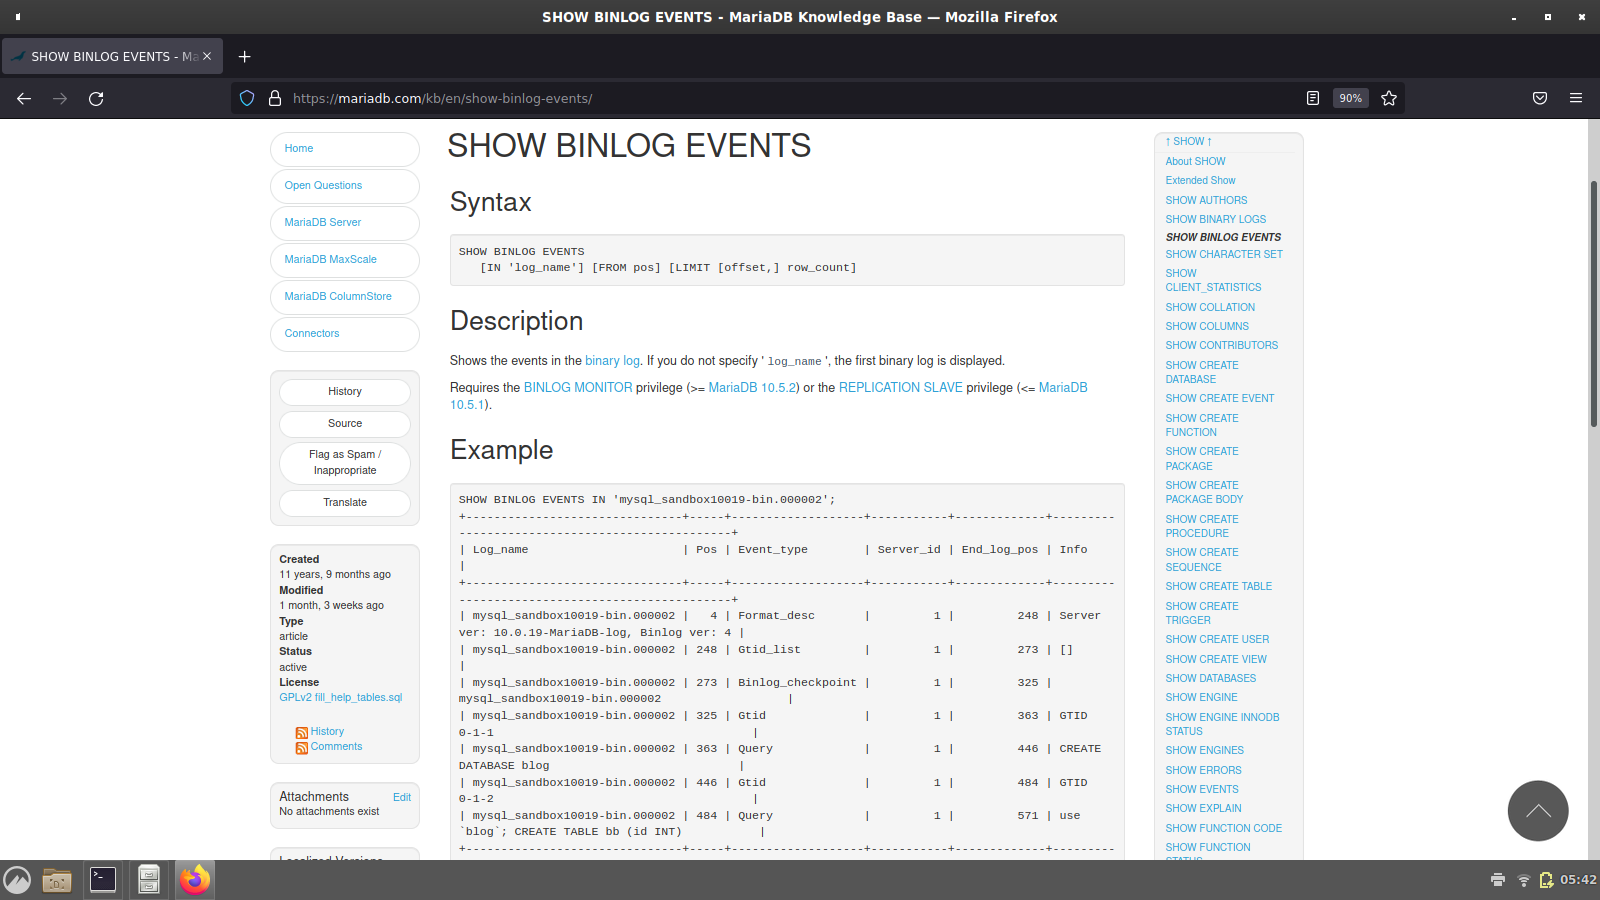 SHOW BINLOG EVENTS - MariaDB Knowledge Base — Mozilla Firefox
SHOW BINLOG EVENTS - Ma
https://mariadb.com/kb/en/show-binlog-events/
90%
Home
Open Questions
MariaDB Server
MariaDB MaxScale
MariaDB ColumnStore
Connectors
History
Source
Flag as Spam /
Inappropriate
Translate
Created
11 years, 9 months ago
Modified
1 month, 3 weeks ago
Type
article
Status
active
License
GPLv2 fill_help_tables.sql
History
Comments
Attachments Edit
No attachments exist
Localized Versions
SHOW BINLOG EVENTS
Syntax
SHOW BINLOG EVENTS
   [IN 'log_name'] [FROM pos] [LIMIT [offset,] row_count]
Description
Shows the events in the binary log. If you do not specify ' log_name ', the first binary log is displayed.
Requires the BINLOG MONITOR privilege (>= MariaDB 10.5.2) or the REPLICATION SLAVE privilege (<= MariaDB
10.5.1).
Example
SHOW BINLOG EVENTS IN 'mysql_sandbox10019-bin.000002';
+-------------------------------+-----+-------------------+-----------+-------------+---------
---------------------------------------+
| Log_name                      | Pos | Event_type        | Server_id | End_log_pos | Info
|
+-------------------------------+-----+-------------------+-----------+-------------+---------
---------------------------------------+
| mysql_sandbox10019-bin.000002 |   4 | Format_desc       |         1 |         248 | Server
ver: 10.0.19-MariaDB-log, Binlog ver: 4 |
| mysql_sandbox10019-bin.000002 | 248 | Gtid_list         |         1 |         273 | []
|
| mysql_sandbox10019-bin.000002 | 273 | Binlog_checkpoint |         1 |         325 |
mysql_sandbox10019-bin.000002                  |
| mysql_sandbox10019-bin.000002 | 325 | Gtid              |         1 |         363 | GTID
0-1-1                                     |
| mysql_sandbox10019-bin.000002 | 363 | Query             |         1 |         446 | CREATE
DATABASE blog                           |
| mysql_sandbox10019-bin.000002 | 446 | Gtid              |         1 |         484 | GTID
0-1-2                                     |
| mysql_sandbox10019-bin.000002 | 484 | Query             |         1 |         571 | use
`blog`; CREATE TABLE bb (id INT)           |
+-------------------------------+-----+-------------------+-----------+-------------+---------
↑ SHOW ↑
About SHOW
Extended Show
SHOW AUTHORS
SHOW BINARY LOGS
SHOW BINLOG EVENTS
SHOW CHARACTER SET
SHOW
CLIENT_STATISTICS
SHOW COLLATION
SHOW COLUMNS
SHOW CONTRIBUTORS
SHOW CREATE
DATABASE
SHOW CREATE EVENT
SHOW CREATE
FUNCTION
SHOW CREATE
PACKAGE
SHOW CREATE
PACKAGE BODY
SHOW CREATE
PROCEDURE
SHOW CREATE
SEQUENCE
SHOW CREATE TABLE
SHOW CREATE
TRIGGER
SHOW CREATE USER
SHOW CREATE VIEW
SHOW DATABASES
SHOW ENGINE
SHOW ENGINE INNODB
STATUS
SHOW ENGINES
SHOW ERRORS
SHOW EVENTS
SHOW EXPLAIN
SHOW FUNCTION CODE
SHOW FUNCTION
STATUS
05:42